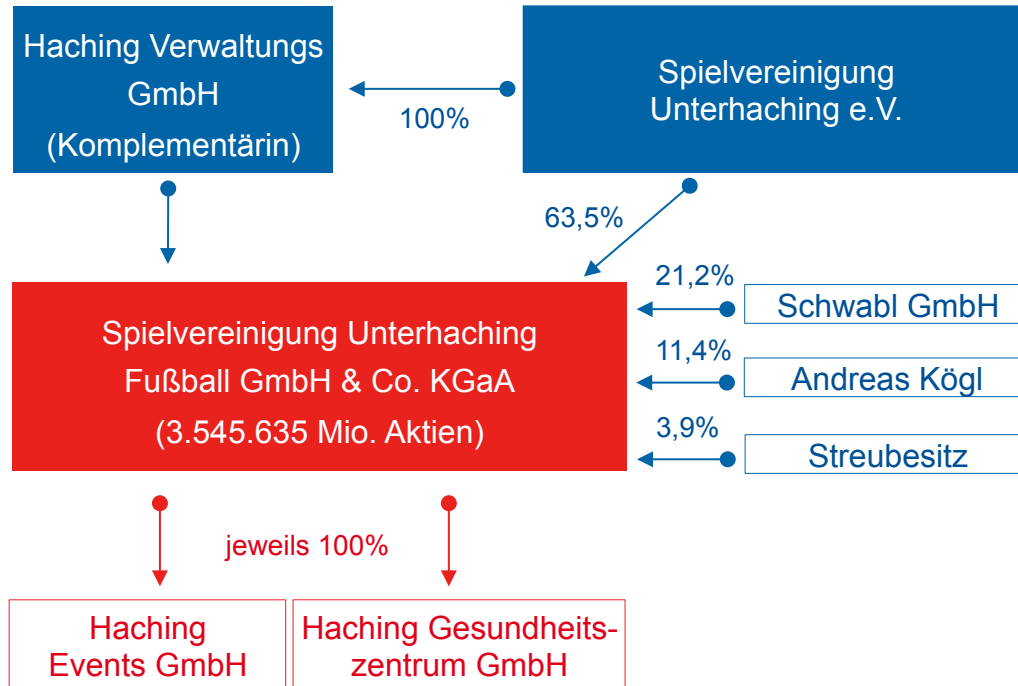 Haching Verwaltungs
GmbH
(Komplementärin)
100%
Spielvereinigung
Unterhaching e.V.
63,5%
Spielvereinigung Unterhaching
Fußball GmbH & Co. KGaA
(3.545.635 Mio. Aktien)
21,2%
Schwabl GmbH
11,4%
Andreas Kögl
3,9%
Streubesitz
jeweils 100%
Haching
Events GmbH
Haching Gesundheits-
zentrum GmbH